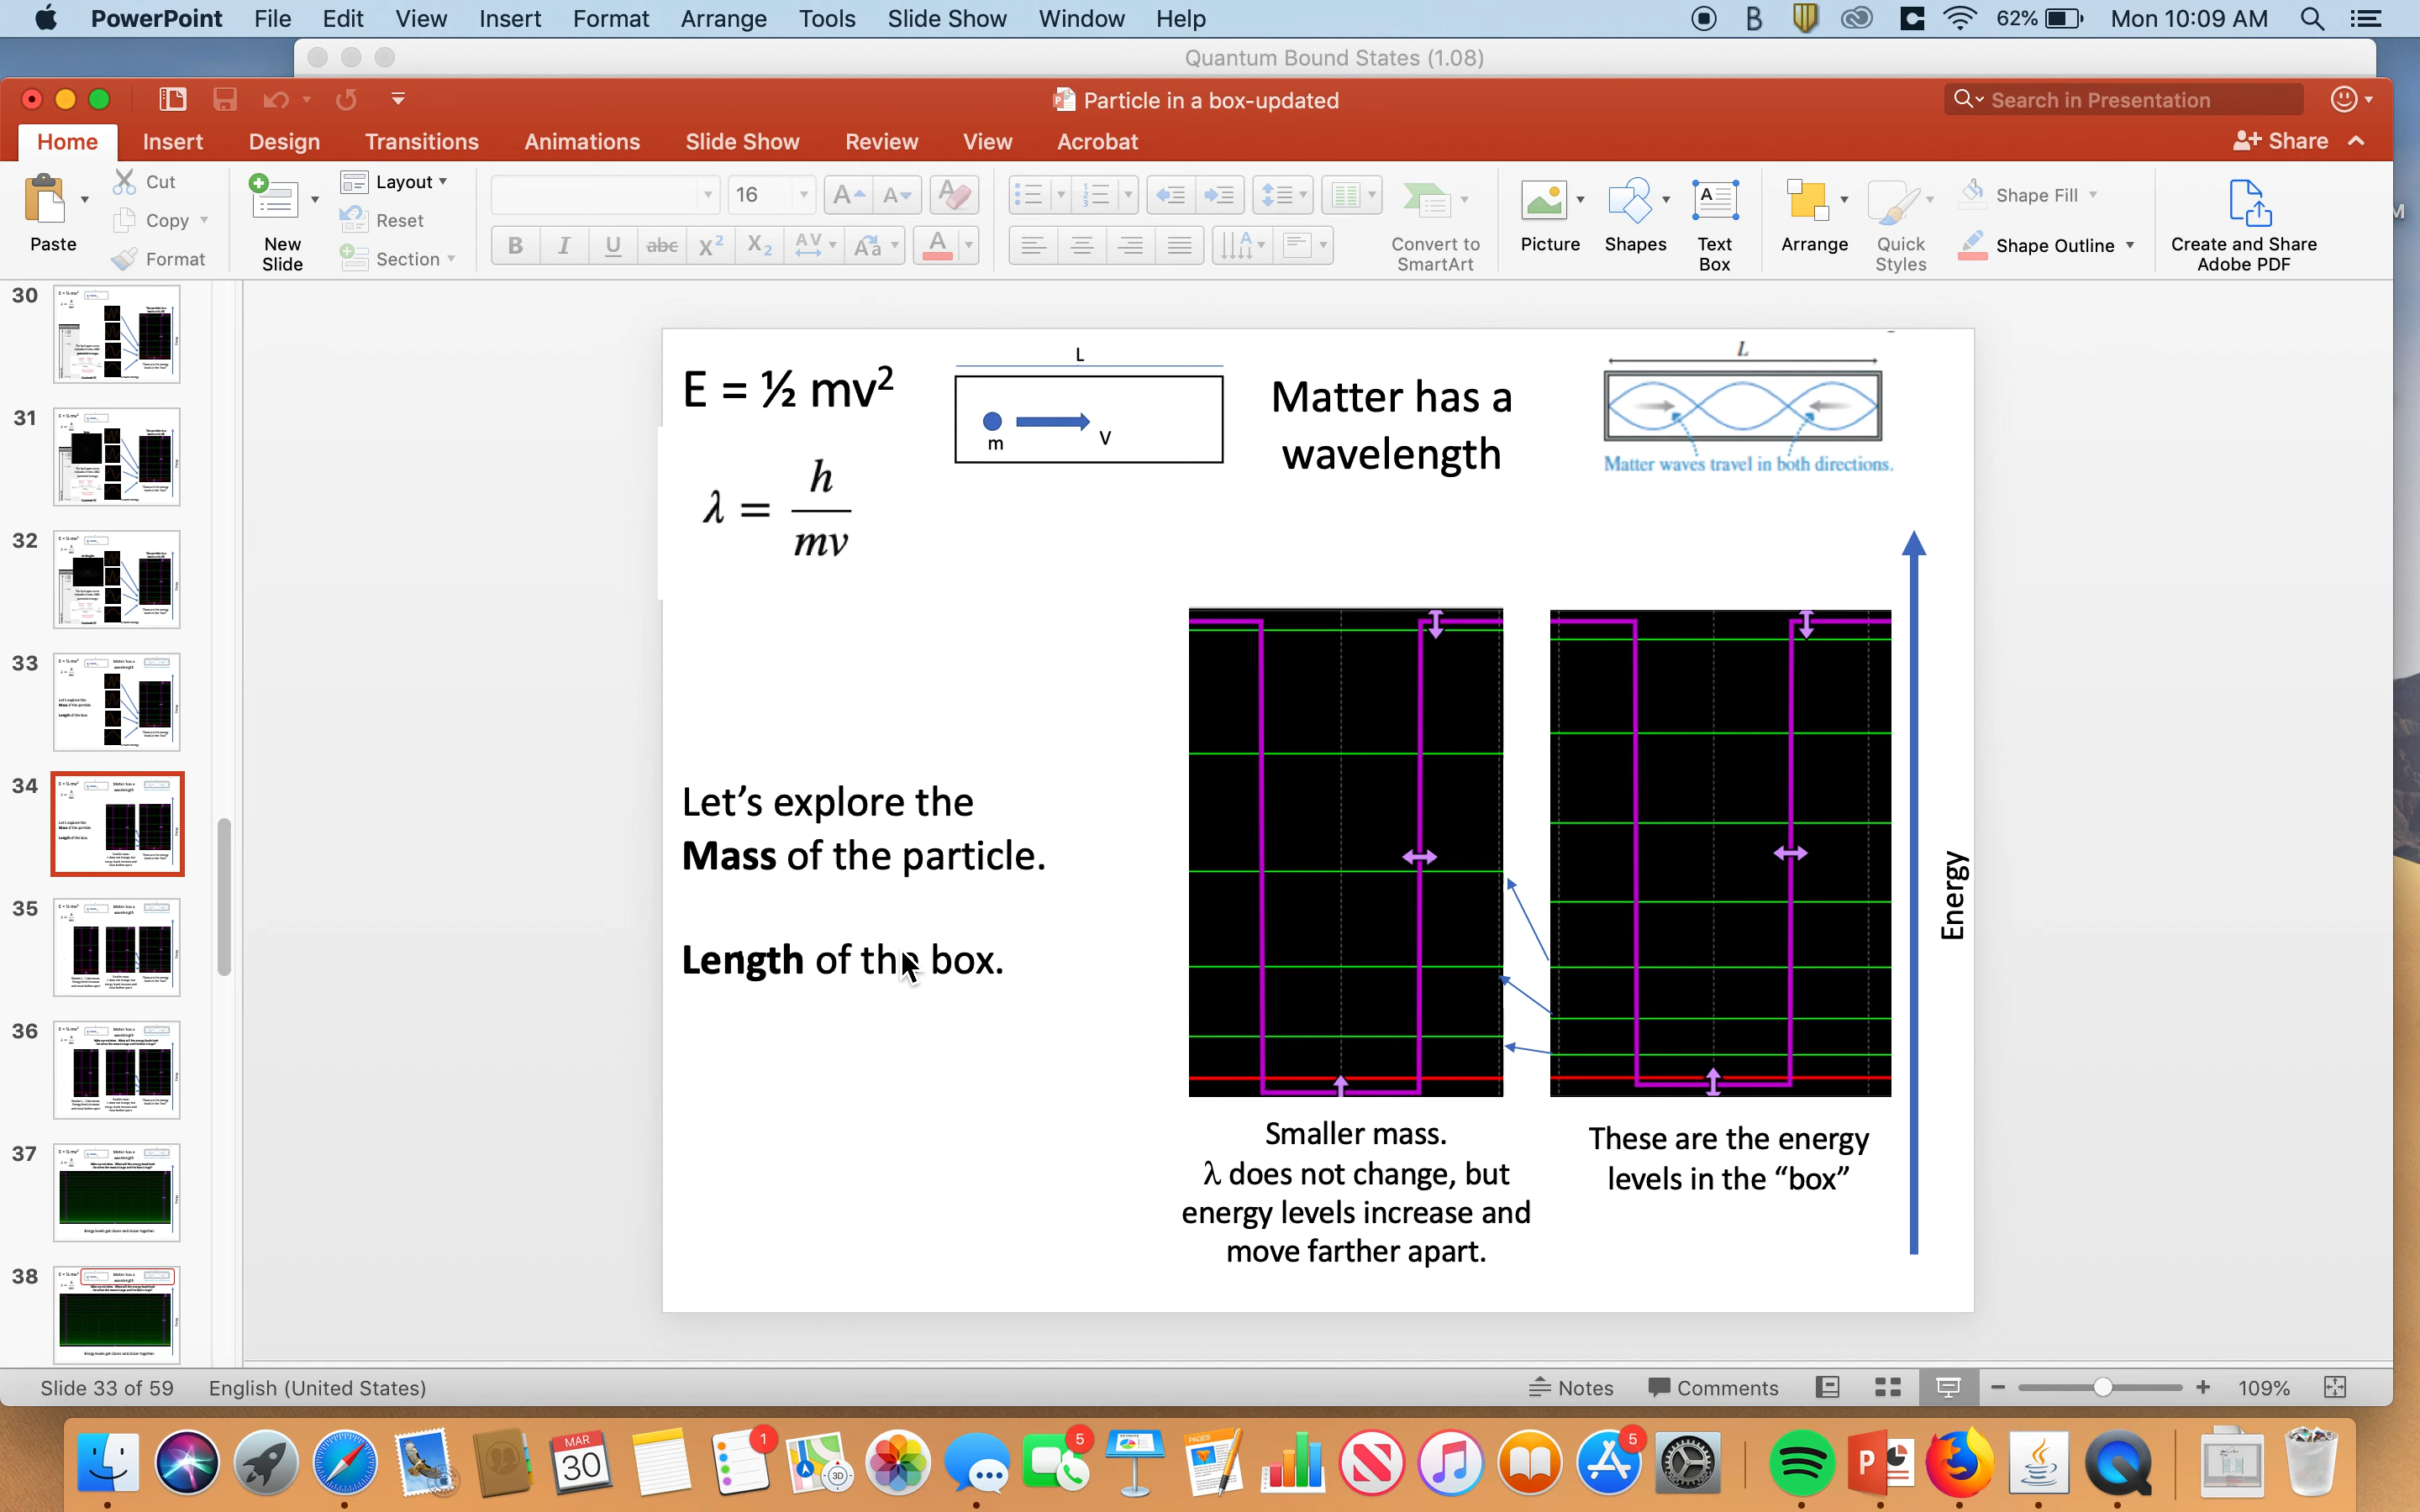 PowerPoint File Edit View Insert Format Arrange Tools Slide Show Window Help 62% Mon 10:09 AM
Quantum Bound States (1.08)
Particle in a box-updated
Search in Presentation
Home Insert Design Transitions Animations Slide Show Review View Acrobat Share
Paste
Cut
Copy
Format
New
Slide
Layout
Reset
Section
16
Convert to
SmartArt
Picture
Shapes
Text
Box
Arrange
Quick
Styles
Shape Fill
Shape Outline
Create and Share
Adobe PDF
30
31
32
33
34
35
36
37
38
E = ½ mv²
λ = h/mv
L
m
V
Matter has a
wavelength
L
Matter waves travel in both directions.
Let's explore the
Mass of the particle.
Length of the box.
Energy
Smaller mass.
λ does not change, but
energy levels increase and
move farther apart.
These are the energy
levels in the “box”
Slide 33 of 59 English (United States) Notes Comments 109%
MAR
30
1
3D
5
PAGES
5